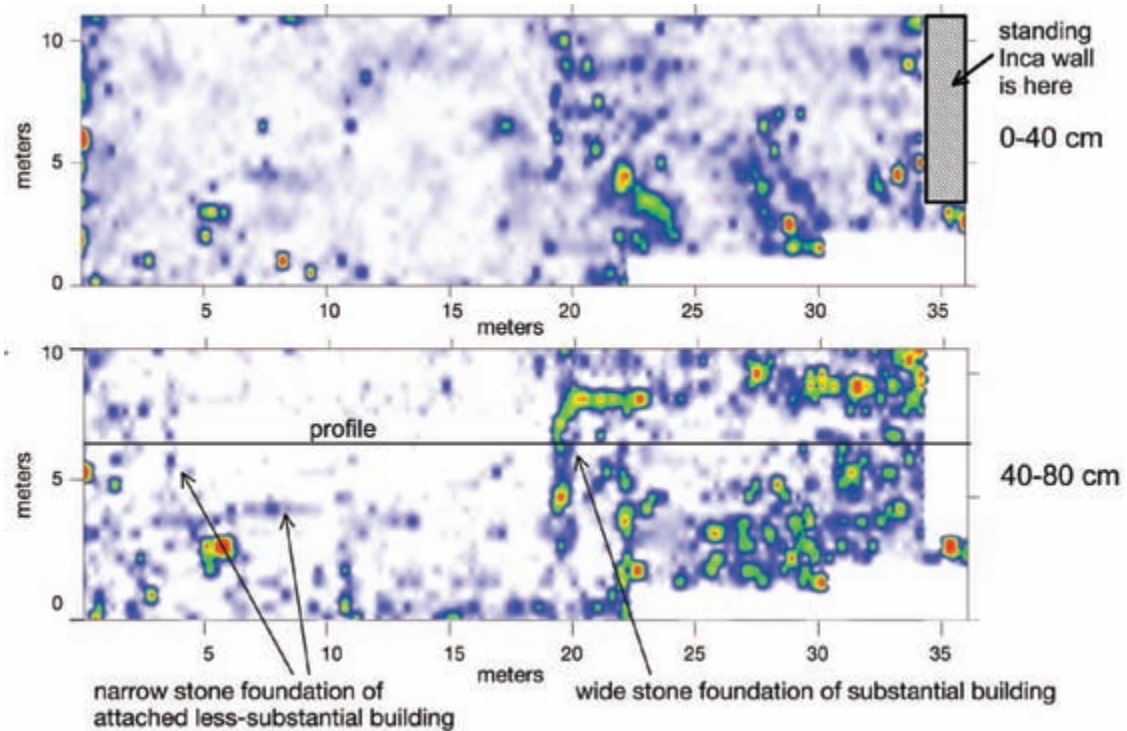 10
5
0
meters
5
10
15
20
25
30
35
meters
standing
Inca wall
is here
0-40 cm
10
5
0
meters
profile
40-80 cm
5
10
15
20
25
30
35
meters
narrow stone foundation of
attached less-substantial building
wide stone foundation of substantial building